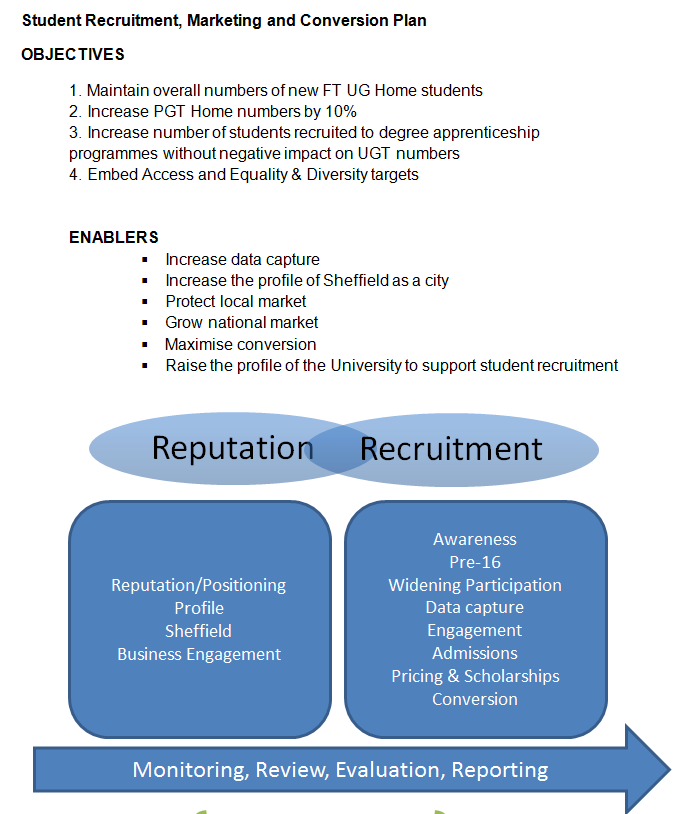 Student Recruitment, Marketing and Conversion Plan
OBJECTIVES
1. Maintain overall numbers of new FT UG Home students
2. Increase PGT Home numbers by 10%
3. Increase number of students recruited to degree apprenticeship
programmes without negative impact on UGT numbers
4. Embed Access and Equality & Diversity targets
ENABLERS
▪ Increase data capture
▪ Increase the profile of Sheffield as a city
▪ Protect local market
▪ Grow national market
▪ Maximise conversion
▪ Raise the profile of the University to support student recruitment
Reputation Recruitment
Reputation/Positioning
Profile
Sheffield
Business Engagement
Awareness
Pre-16
Widening Participation
Data capture
Engagement
Admissions
Pricing & Scholarships
Conversion
Monitoring, Review, Evaluation, Reporting